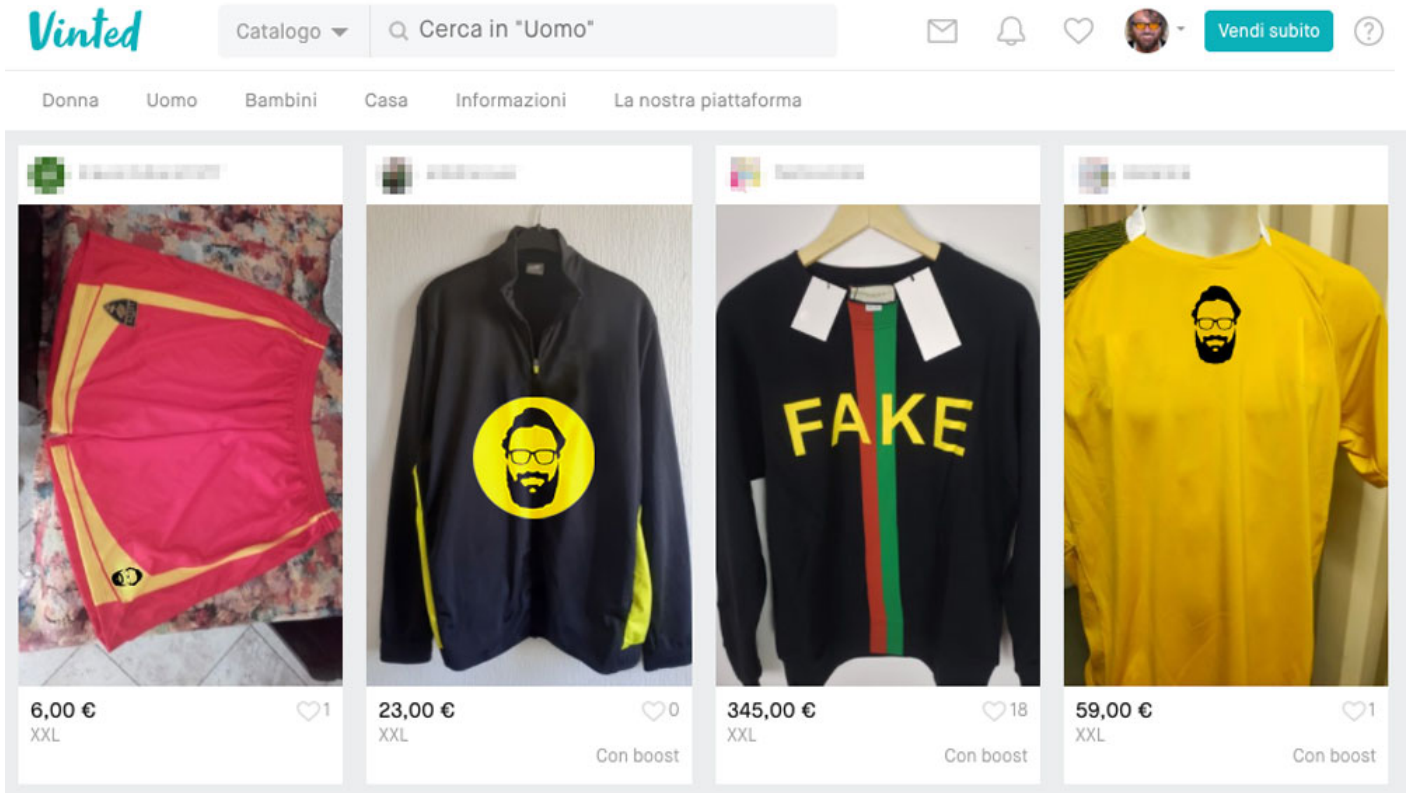 Vinted
Catalogo
Cerca in "Uomo"
Vendi subito
?
Donna Uomo Bambini Casa Informazioni La nostra piattaforma
FAKE
6,00 € 1
XXL
23,00 € 0
XXL
Con boost
345,00 € 18
XXL
Con boost
59,00 € 1
XXL
Con boost